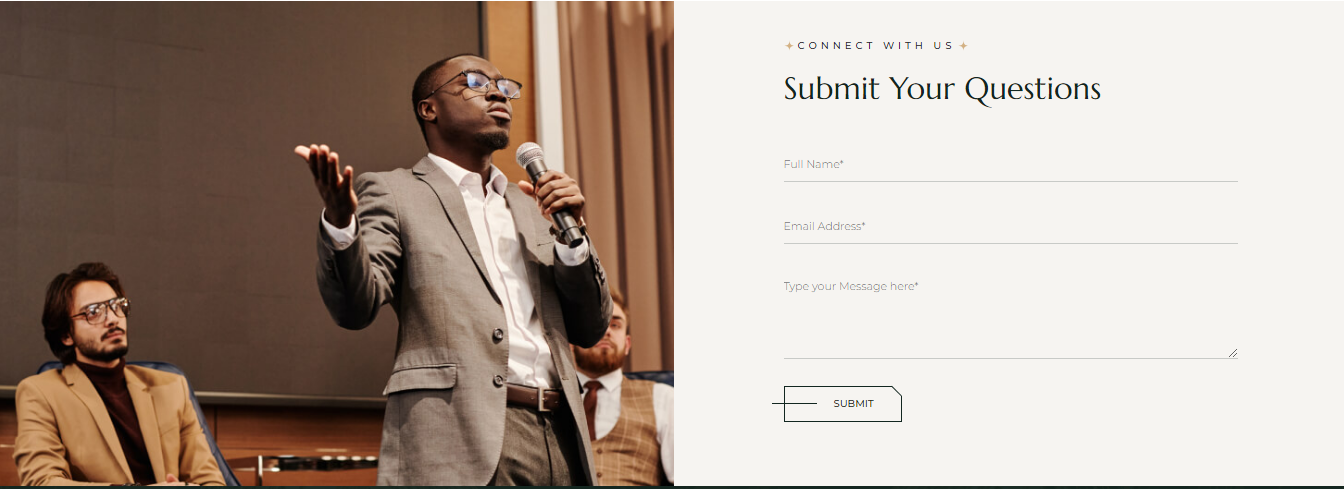 CONNECT WITH US
Submit Your Questions
Full Name*
Email Address*
Type your Message here*
SUBMIT